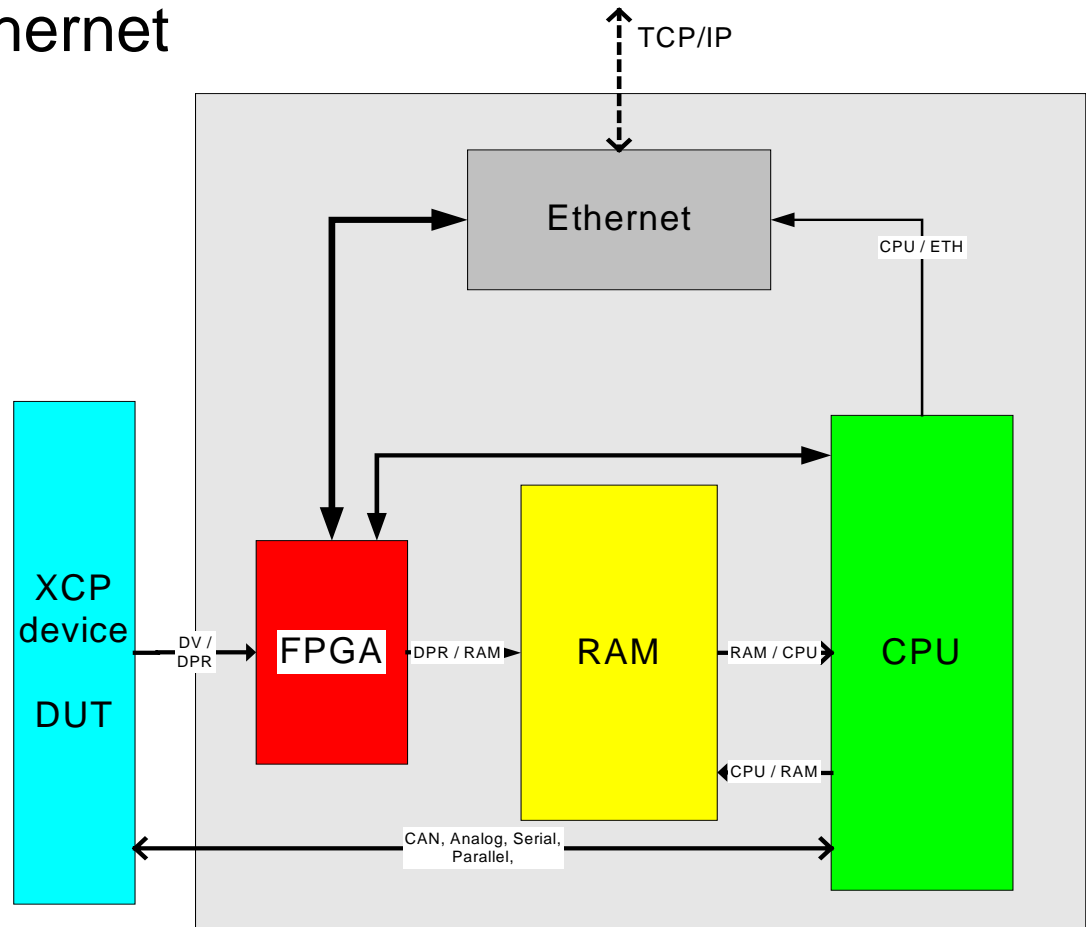 hernet
TCP/IP
Ethernet
CPU / ETH
XCP
device
DUT
DV /
DPR
FPGA
DPR / RAM
RAM
RAM / CPU
CPU
CPU / RAM
CAN, Analog, Serial,
Parallel,